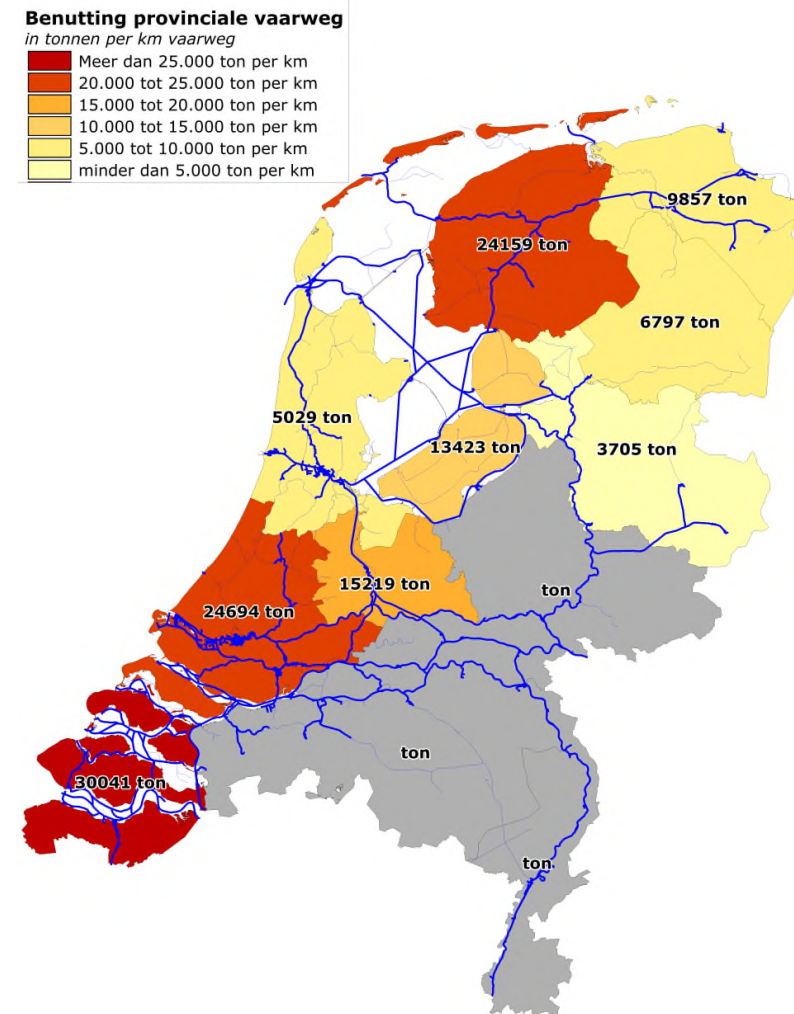 Benutting provinciale vaarweg
in tonnen per km vaarweg
Meer dan 25.000 ton per km
20.000 tot 25.000 ton per km
15.000 tot 20.000 ton per km
10.000 tot 15.000 ton per km
5.000 tot 10.000 ton per km
minder dan 5.000 ton per km
9857 ton
24159 ton
6797 ton
5029 ton
13423 ton
3705 ton
15219 ton
ton
24694 ton
ton
30041 ton
ton